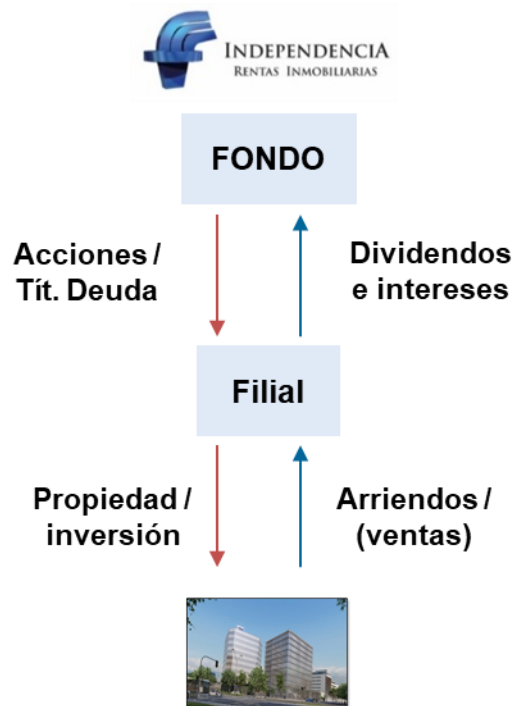 INDEPENDENCIA
RENTAS INMOBILIARIAS
FONDO
Acciones /
Tít. Deuda
Dividendos
e intereses
Filial
Propiedad /
inversión
Arriendos /
(ventas)